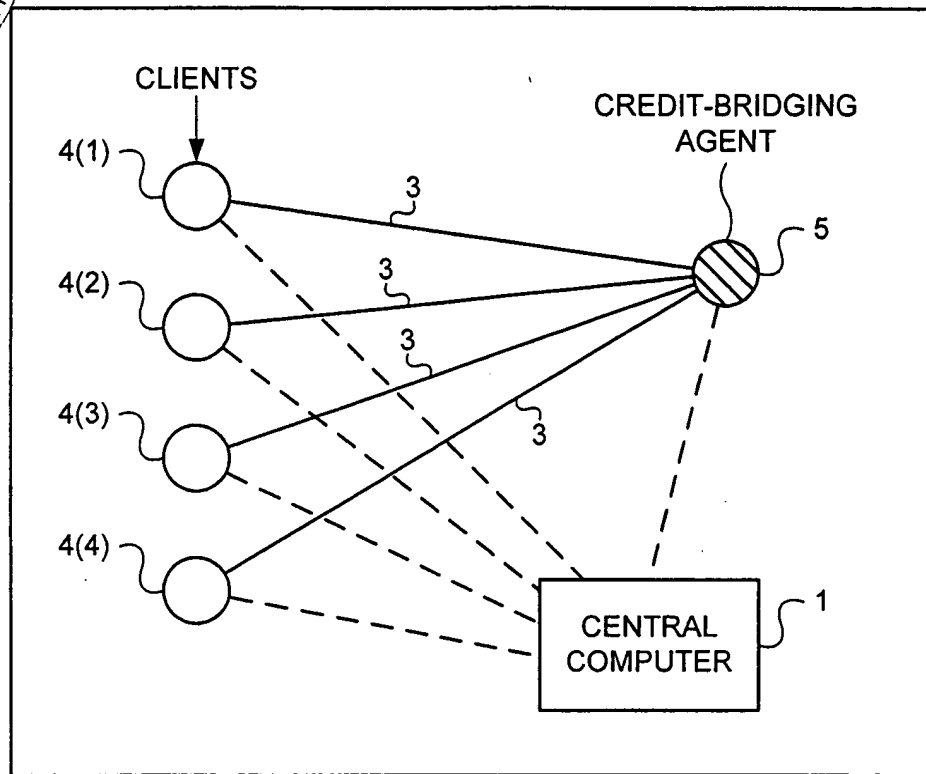 CLIENTS
CREDIT-BRIDGING
AGENT
4(1)
3
5
4(2)
3
3
4(3)
3
4(4)
1
CENTRAL
COMPUTER